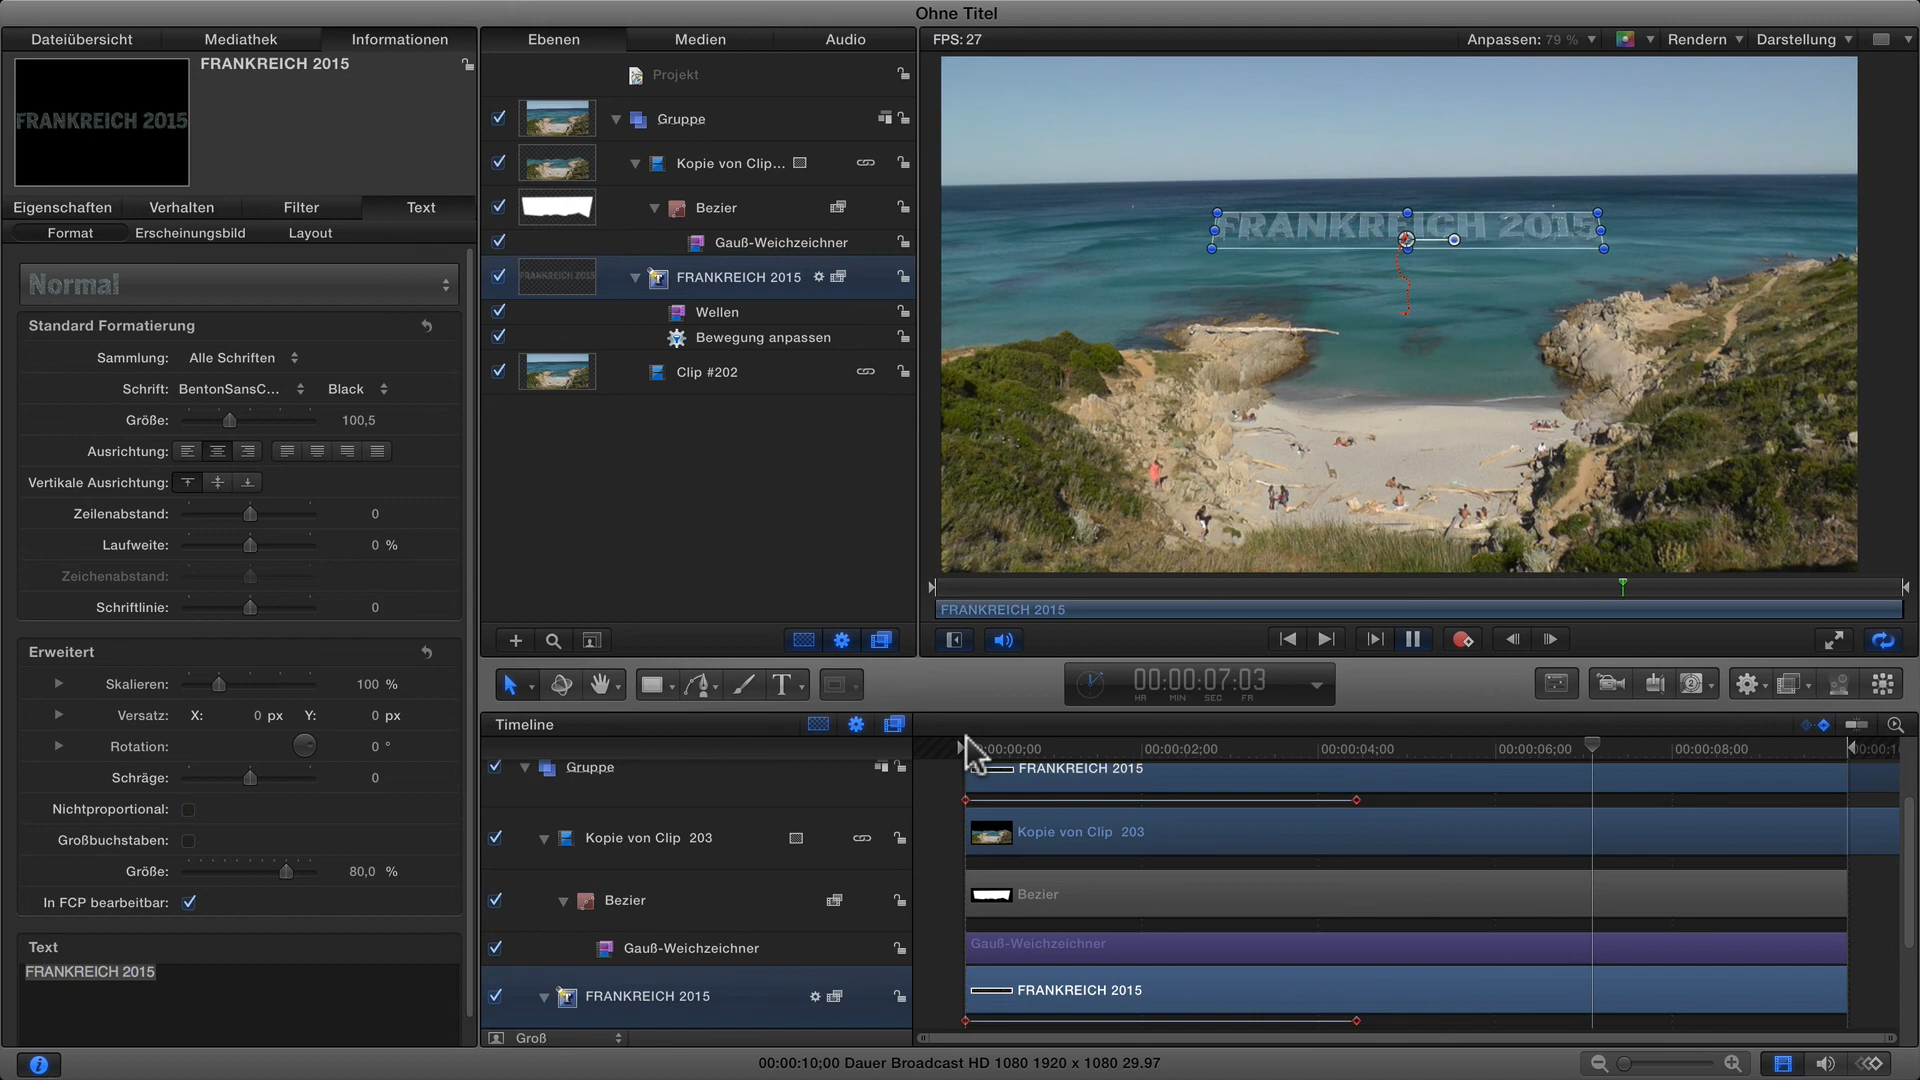 Ohne Titel
Dateiübersicht
Mediathek
Informationen
Ebenen
Medien
Audio
FPS: 27
Anpassen: 79 %
Rendern
Darstellung
FRANKREICH 2015
FRANKREICH 2015
Projekt
Gruppe
Kopie von Clip...
Bezier
Gauß-Weichzeichner
FRANKREICH 2015
FRANKREICH 2015
Wellen
Bewegung anpassen
Clip #202
FRANKREICH 2015
FRANKREICH 2015
Eigenschaften
Verhalten
Filter
Text
Format
Erscheinungsbild
Layout
Normal
Standard Formatierung
Sammlung: Alle Schriften
Schrift: BentonSansC... Black
Größe: 100,5
Ausrichtung:
Vertikale Ausrichtung:
Zeilenabstand: 0
Laufweite: 0 %
Zeichenabstand:
Schriftlinie: 0
Erweitert
Skalieren: 100 %
Versatz: X: 0 px Y: 0 px
Rotation: 0 °
Schräge: 0
Nichtproportional:
Großbuchstaben:
Größe: 80,0 %
In FCP bearbeitbar:
Text
FRANKREICH 2015
00:00:07:03
HR MIN SEC FR
Timeline
00:00:00;00
00:00:02;00
00:00:04;00
00:00:06;00
00:00:08;00
Gruppe
FRANKREICH 2015
Kopie von Clip 203
Kopie von Clip 203
Bezier
Bezier
Gauß-Weichzeichner
Gauß-Weichzeichner
FRANKREICH 2015
FRANKREICH 2015
Groß
00:00:10;00 Dauer Broadcast HD 1080 1920 x 1080 29.97